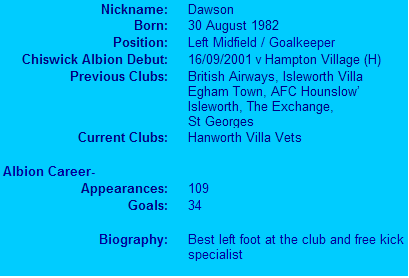 Nickname: Dawson
Born: 30 August 1982
Position: Left Midfield / Goalkeeper
Chiswick Albion Debut: 16/09/2001 v Hampton Village (H)
Previous Clubs: British Airways, Isleworth Villa
Egham Town, AFC Hounslow'
Isleworth, The Exchange,
St Georges
Current Clubs: Hanworth Villa Vets
Albion Career-
Appearances: 109
Goals: 34
Biography: Best left foot at the club and free kick
specialist